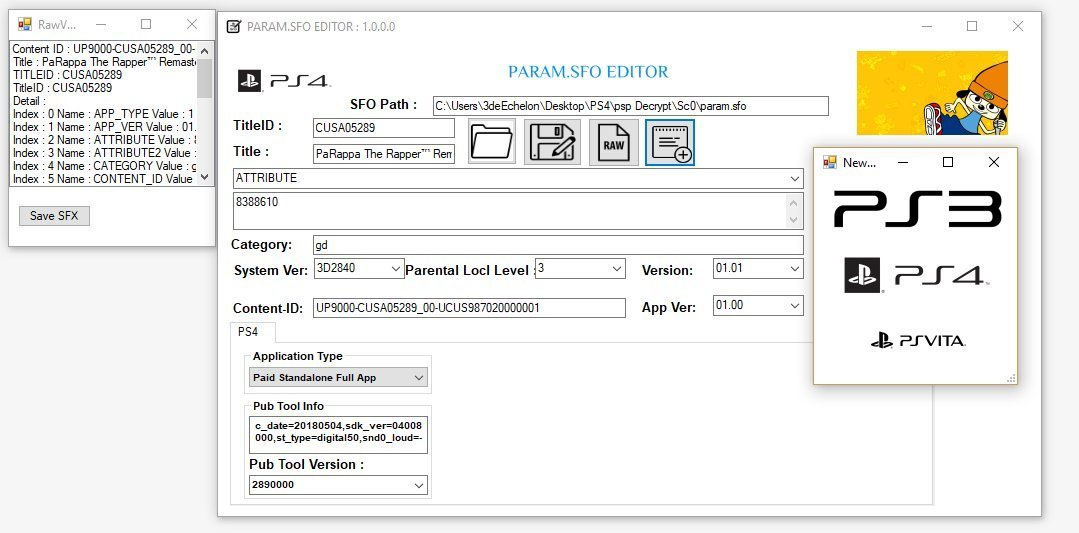 RawV...
Content ID : UP9000-CUSA05289_00-
Title : PaRappa The Rapper™ Remaste
TITLEID : CUSA05289
TitleID : CUSA05289
Detail :
Index : 0 Name : APP_TYPE Value : 1
Index : 1 Name : APP_VER Value : 01.
Index : 2 Name : ATTRIBUTE Value : 8
Index : 3 Name : ATTRIBUTE2 Value :
Index : 4 Name : CATEGORY Value : g
Index : 5 Name : CONTENT_ID Value
Save SFX
PARAM.SFO EDITOR : 1.0.0.0
PS4
PARAM.SFO EDITOR
SFO Path : C:\Users\3deEchelon\Desktop\PS4\psp Decrypt\Sc0\param.sfo
TitleID : CUSA05289
Title : PaRappa The Rapper™ Rem
RAW
ATTRIBUTE
8388610
Category: gd
System Ver: 3D2840 Parental Locl Level : 3 Version: 01.01
Content-ID: UP9000-CUSA05289_00-UCUS987020000001 App Ver: 01.00
PS4
Application Type
Paid Standalone Full App
Pub Tool Info
c_date=20180504,sdk_ver=04008
000,st_type=digital50,snd0_loud=-
Pub Tool Version :
2890000
New...
PS3
PS4
PSVITA